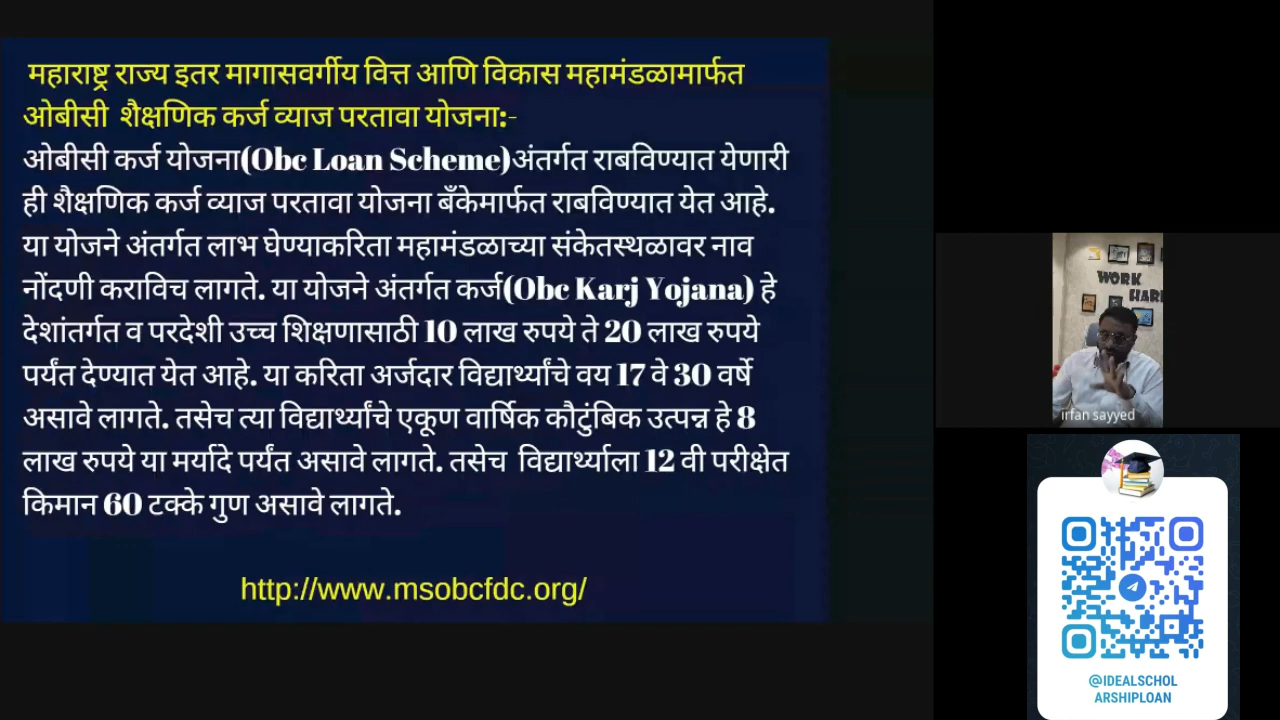 महाराष्ट्र राज्य इतर मागासवर्गीय वित्त आणि विकास महामंडळामार्फत
ओबीसी शैक्षणिक कर्ज व्याज परतावा योजना:-
ओबीसी कर्ज योजना(Obc Loan Scheme)अंतर्गत राबविण्यात येणारी
ही शैक्षणिक कर्ज व्याज परतावा योजना बँकेमार्फत राबविण्यात येत आहे.
या योजने अंतर्गत लाभ घेण्याकरिता महामंडळाच्या संकेतस्थळावर नाव
नोंदणी कराविच लागते. या योजने अंतर्गत कर्ज(Obc Karj Yojana) हे
देशांतर्गत व परदेशी उच्च शिक्षणासाठी 10 लाख रुपये ते 20 लाख रुपये
पर्यंत देण्यात येत आहे. या करिता अर्जदार विद्यार्थ्यांचे वय 17 वे 30 वर्षे
असावे लागते. तसेच त्या विद्यार्थ्यांचे एकूण वार्षिक कौटुंबिक उत्पन्न हे 8
लाख रुपये या मर्यादे पर्यंत असावे लागते. तसेच विद्यार्थ्याला 12 वी परीक्षेत
किमान 60 टक्के गुण असावे लागते.
http://www.msobcfdc.org/
WORK
HAR
irfan sayyed
@IDEALSCHOL
ARSHIPLOAN